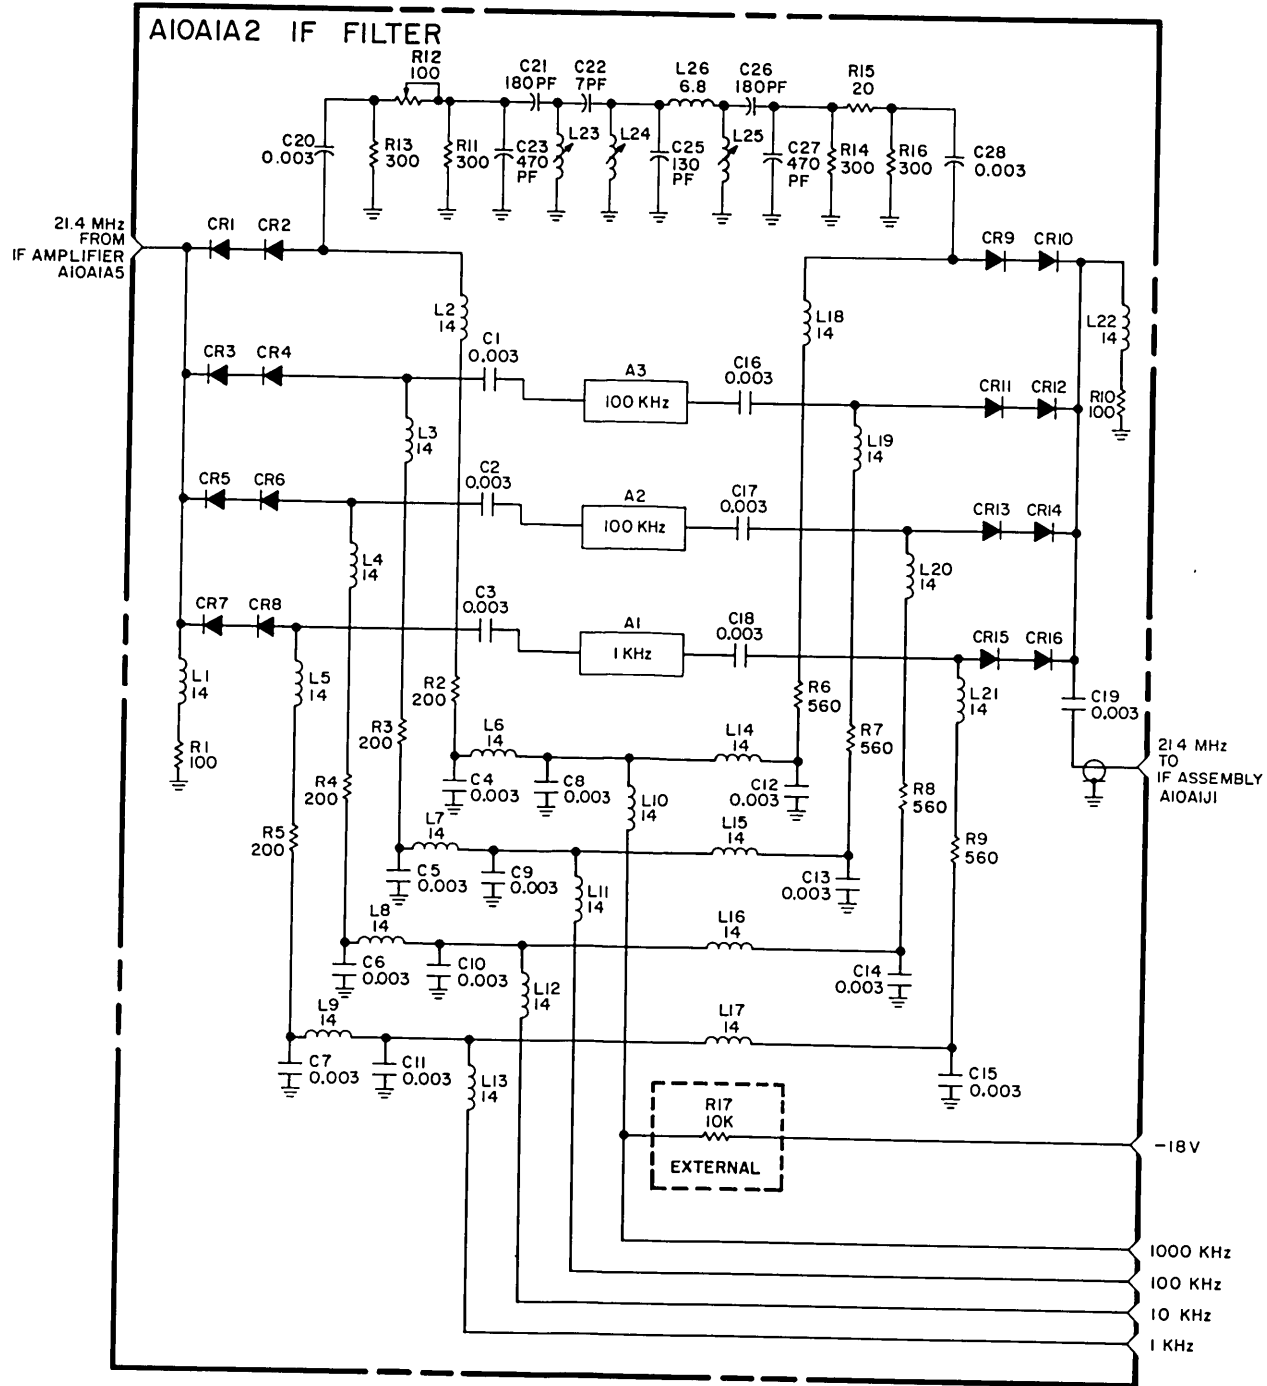 A10A1A2 IF FILTER
R12
100
C21
180PF
C22
7PF
L26
6.8
C26
180PF
R15
20
C20
0.003
R13
300
R11
300
C23
470
PF
L23
L24
C25
130
PF
L25
C27
470
PF
R14
300
R16
300
C28
0.003
21.4 MHz
FROM
IF AMPLIFIER
A10A1A5
CR1
CR2
CR9
CR10
L2
14
L18
14
L22
14
R10
100
CR3
CR4
C1
0.003
A3
100 KHz
C16
0.003
CR11
CR12
L3
14
L19
14
CR5
CR6
C2
0.003
A2
100 KHz
C17
0.003
CR13
CR14
L4
14
L20
14
CR7
CR8
C3
0.003
A1
1 KHz
C18
0.003
CR15
CR16
L1
14
L5
14
R2
200
R6
560
L21
14
C19
0.003
R1
100
R3
200
L6
14
L14
14
R7
560
21.4 MHz
TO
IF ASSEMBLY
A10A1J1
R4
200
C4
0.003
C8
0.003
L10
14
C12
0.003
R8
560
R5
200
L7
14
L15
14
R9
560
C5
0.003
C9
0.003
L11
14
C13
0.003
L8
14
L16
14
C6
0.003
C10
0.003
L12
14
C14
0.003
L9
14
L17
14
C7
0.003
C11
0.003
L13
14
C15
0.003
R17
10K
EXTERNAL
-18V
1000 KHz
100 KHz
10 KHz
1 KHz